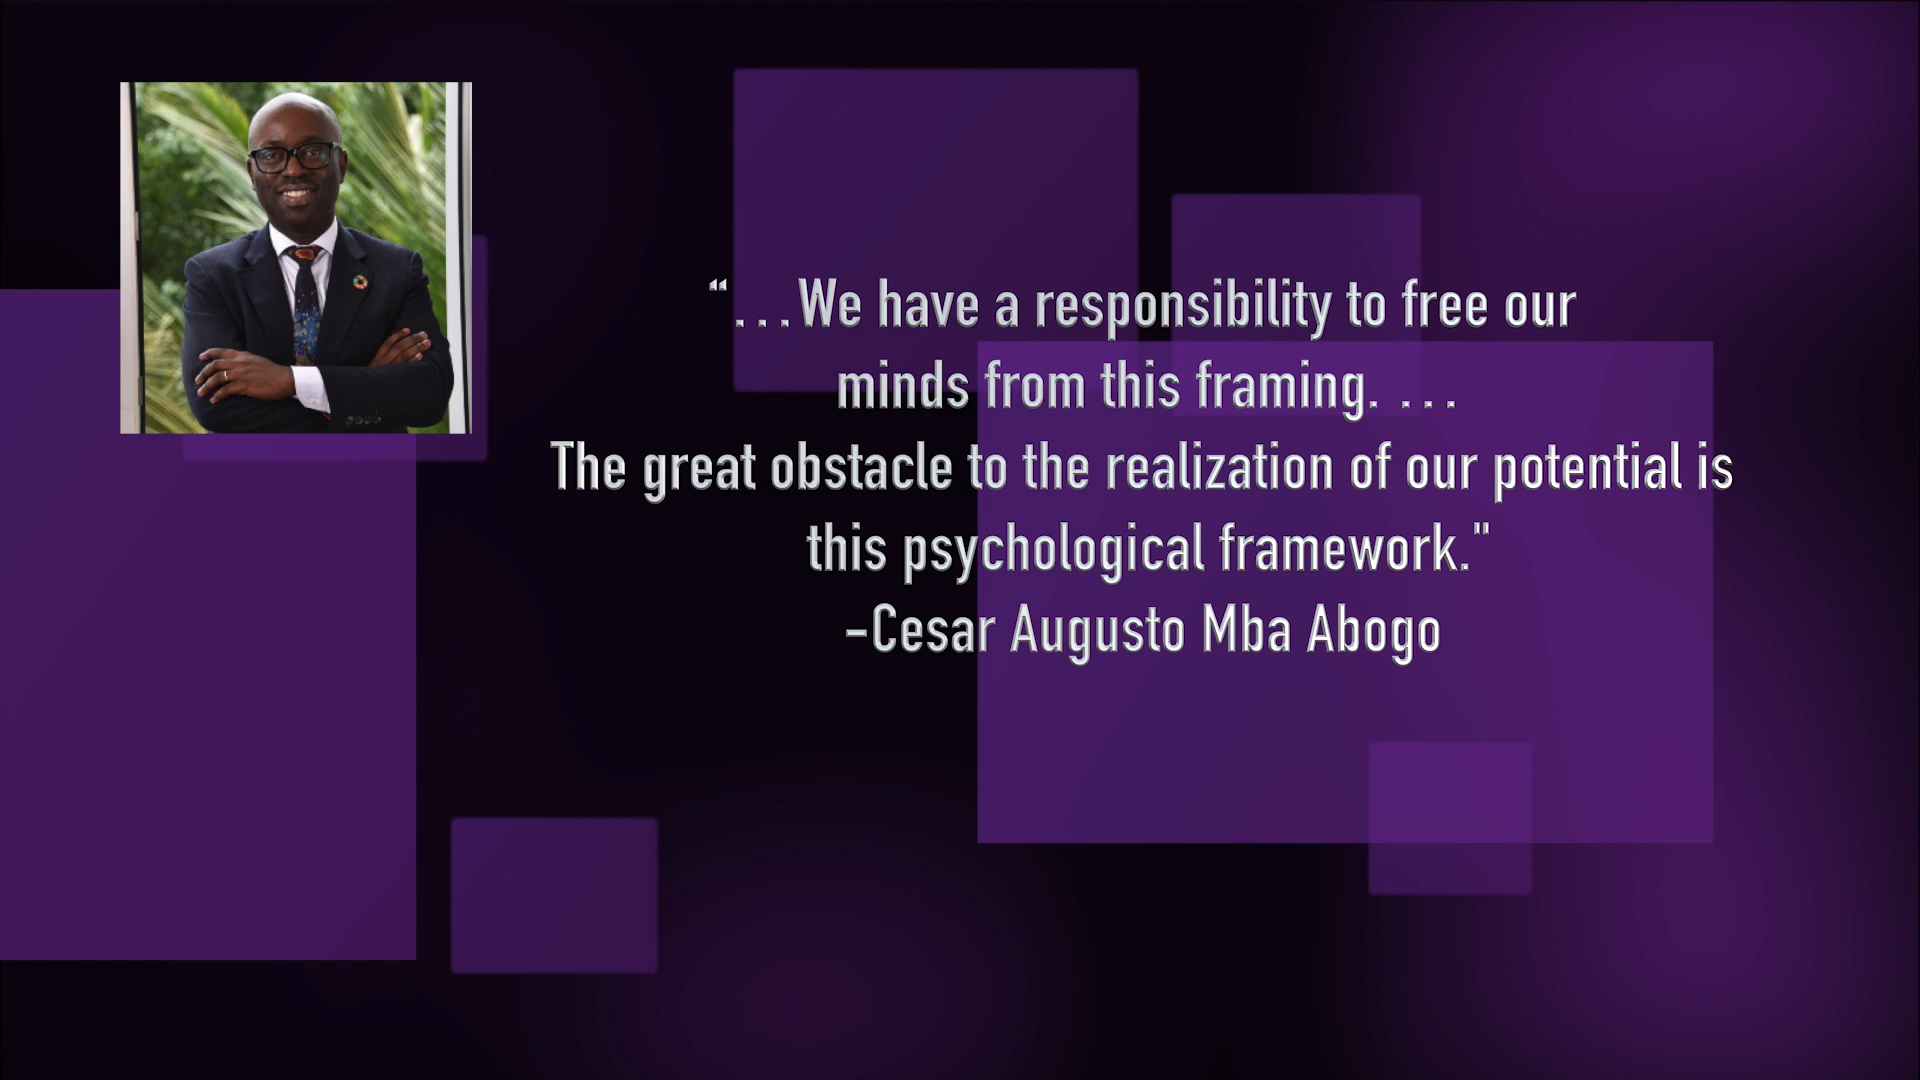 “…We have a responsibility to free our
minds from this framing. …
The great obstacle to the realization of our potential is
this psychological framework."
-Cesar Augusto Mba Abogo